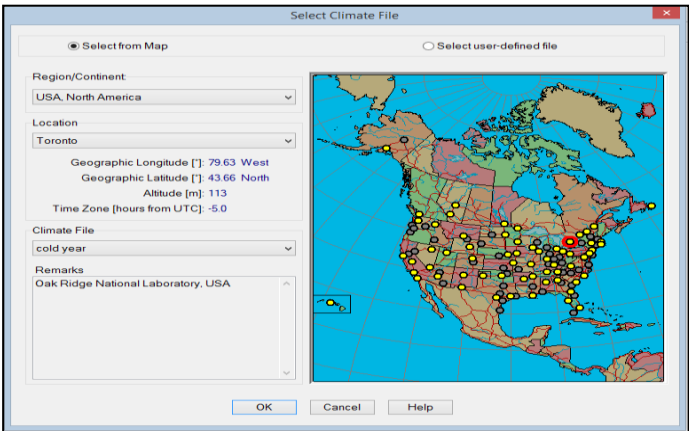 Select Climate File
Select from Map
Select user-defined file
Region/Continent:
USA, North America
Location
Toronto
Geographic Longitude [°]: 79.63 West
Geographic Latitude [°]: 43.66 North
Altitude [m]: 113
Time Zone [hours from UTC]: -5.0
Climate File
cold year
Remarks
Oak Ridge National Laboratory, USA
OK
Cancel
Help